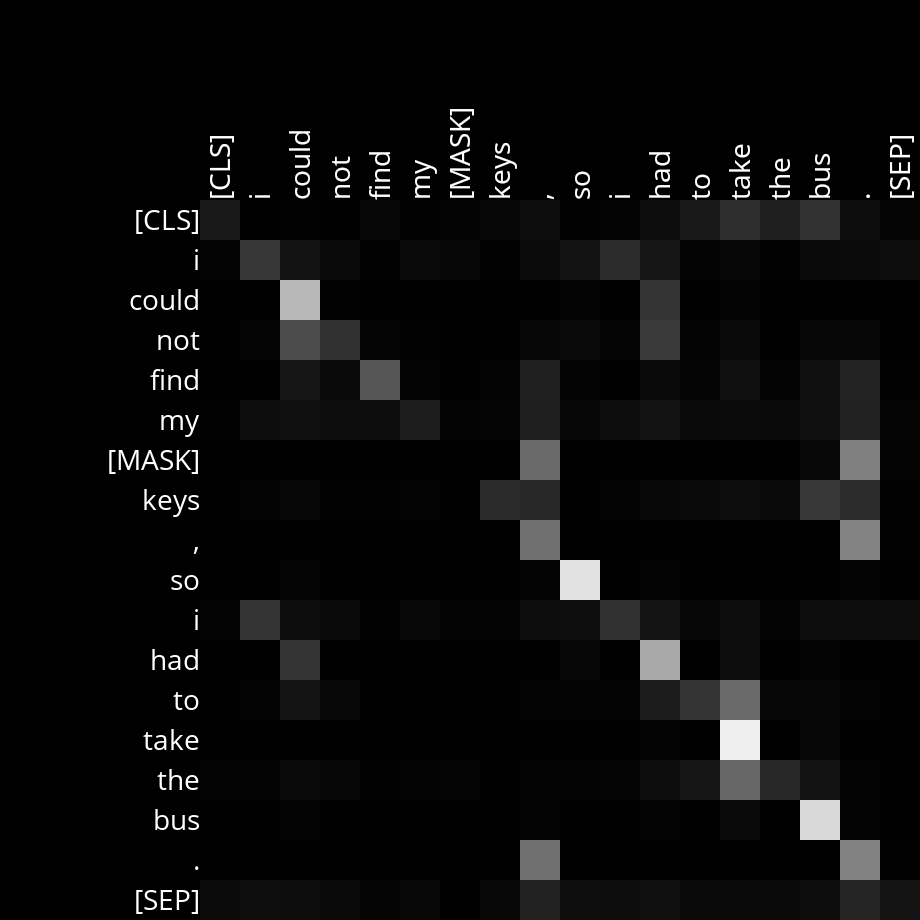 [CLS] i could not find my [MASK] keys , so i had to take the bus . [SEP]
[CLS]
i
could
not
find
my
[MASK]
keys
,
so
i
had
to
take
the
bus
.
[SEP]